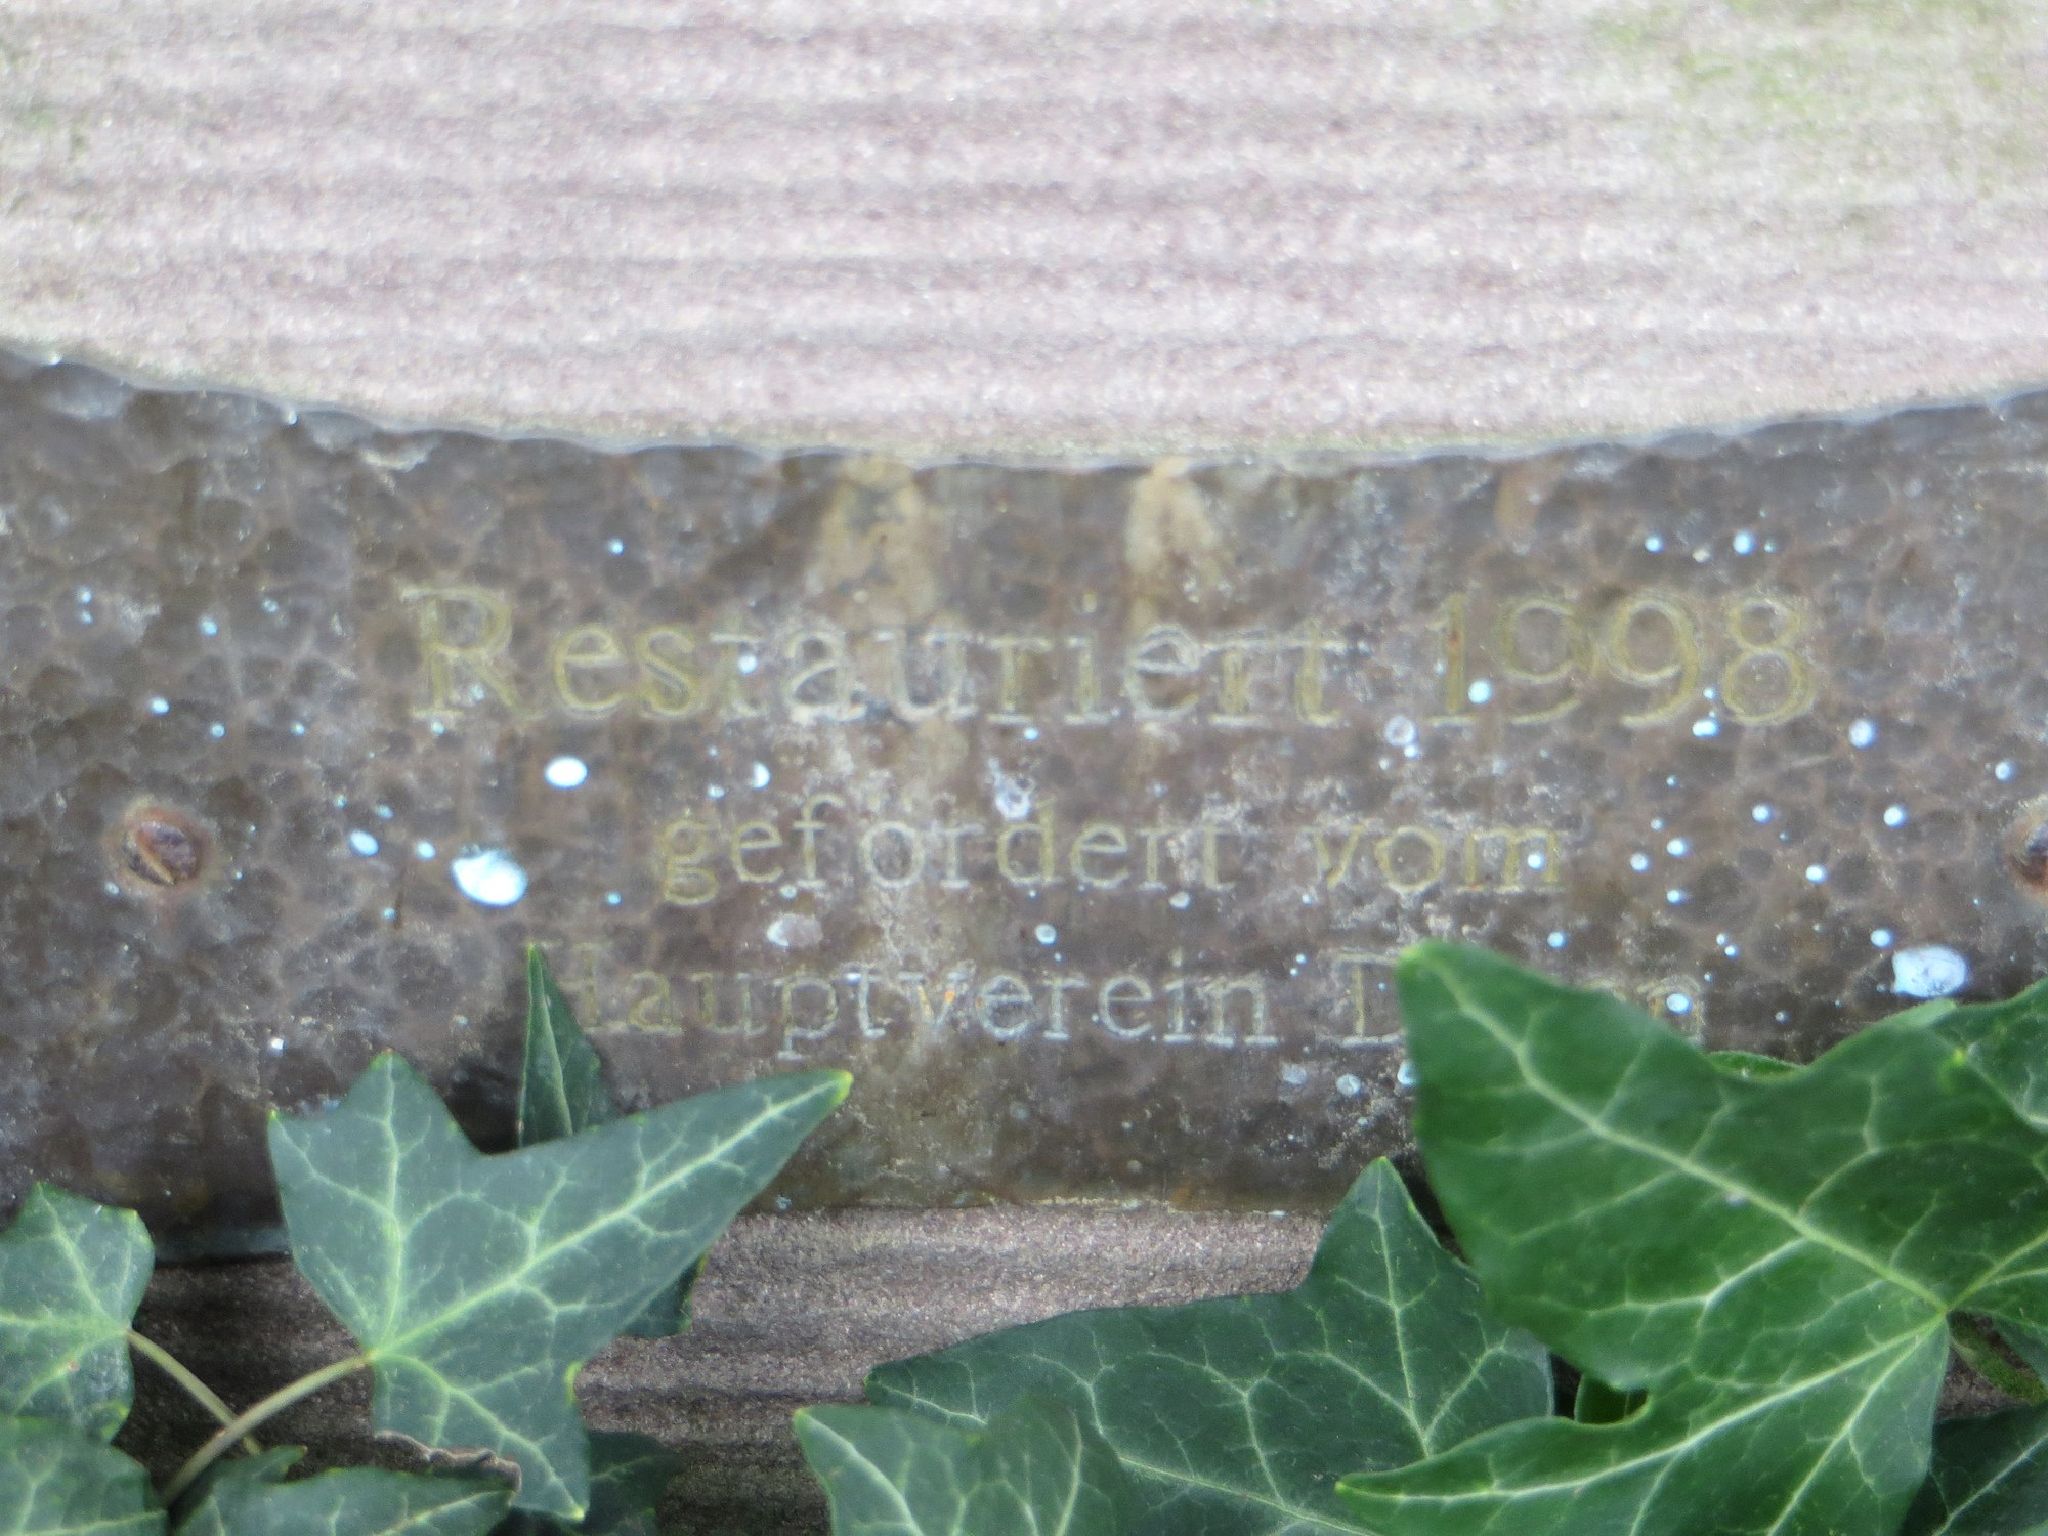 Restauriert 1998
gefördert vom
Hauptverein